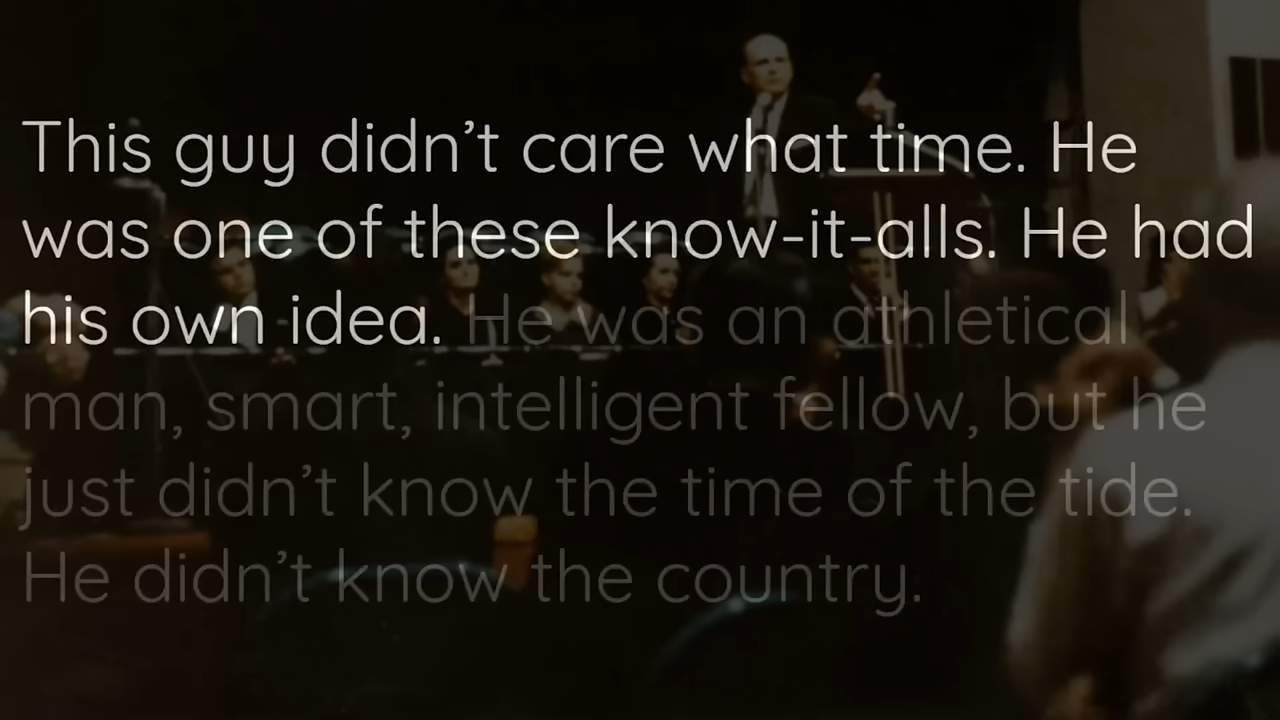 This guy didn’t care what time. He
was one of these know-it-alls. He had
his own idea. He was an athletical
man, smart, intelligent fellow, but he
just didn’t know the time of the tide.
He didn’t know the country.